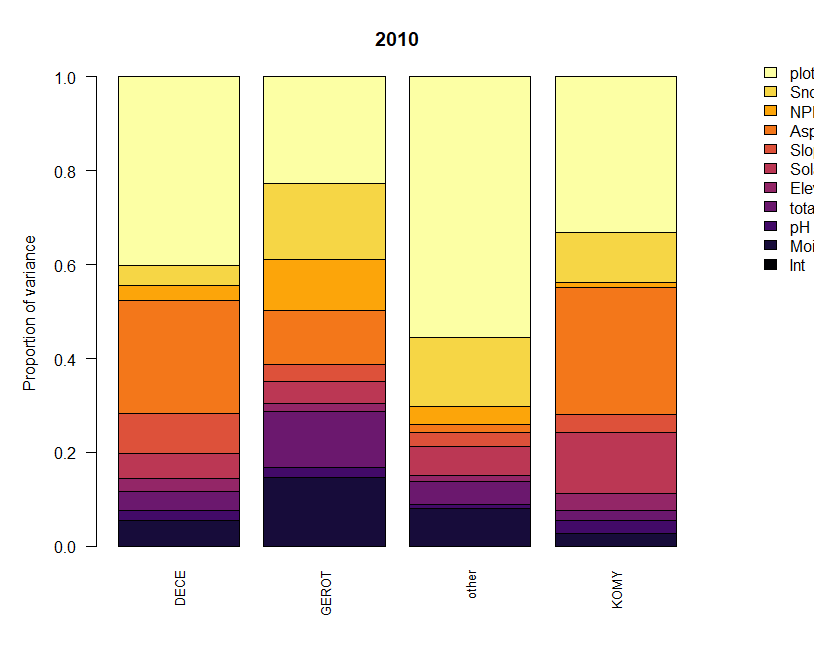 2010
Proportion of variance
1.0
0.8
0.6
0.4
0.2
0.0
DECE
GEROT
other
KOMY
plot
Sno
NPI
Asp
Slo
Sol
Elev
tota
pH
Moi
Int